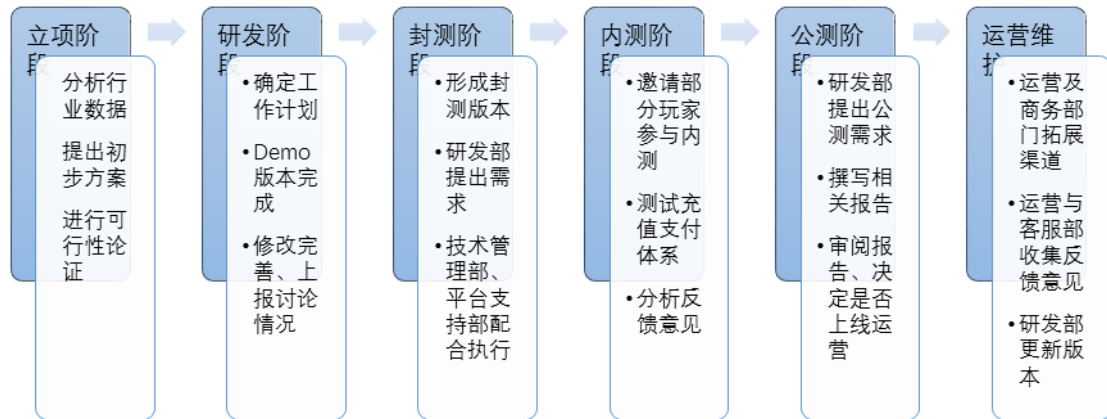 立项阶
段
分析行
业数据
提出初
步方案
进行可
行性论
证
研发阶
段
•确定工
作计划
•Demo
版本完
成
•修改完
善、上
报讨论
情况
封测阶
段
•形成封
测版本
•研发部
提出需
求
•技术管
理部、
平台支
持部配
合执行
内测阶
段
•邀请部
分玩家
参与内
测
•测试充
值支付
体系
•分析反
馈意见
公测阶
段
•研发部
提出公
测需求
•撰写相
关报告
•审阅报
告、决
定是否
上线运
营
运营维
护
•运营及
商务部
门拓展
渠道
•运营与
客服部
收集反
馈意见
•研发部
更新版
本